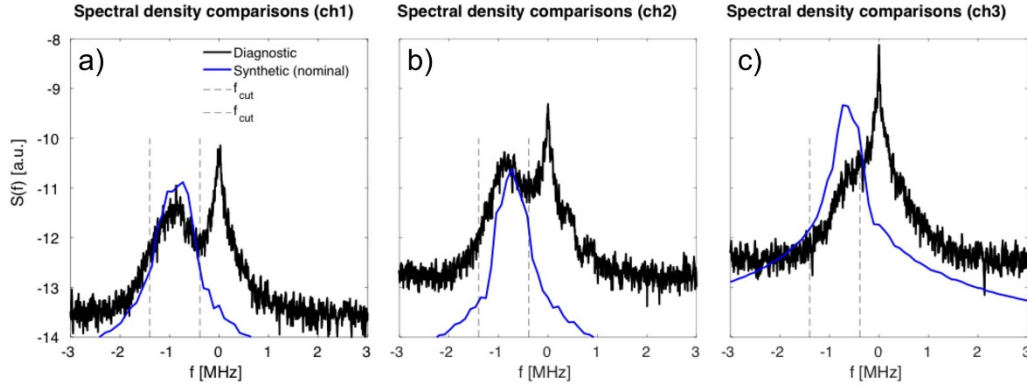 Spectral density comparisons (ch1)
Spectral density comparisons (ch2)
Spectral density comparisons (ch3)
a)
Diagnostic
Synthetic (nominal)
f_cut
f_cut
b)
c)
S(f) [a.u.]
-8
-9
-10
-11
-12
-13
-14
-3 -2 -1 0 1 2 3
-3 -2 -1 0 1 2 3
-3 -2 -1 0 1 2 3
f [MHz]
f [MHz]
f [MHz]